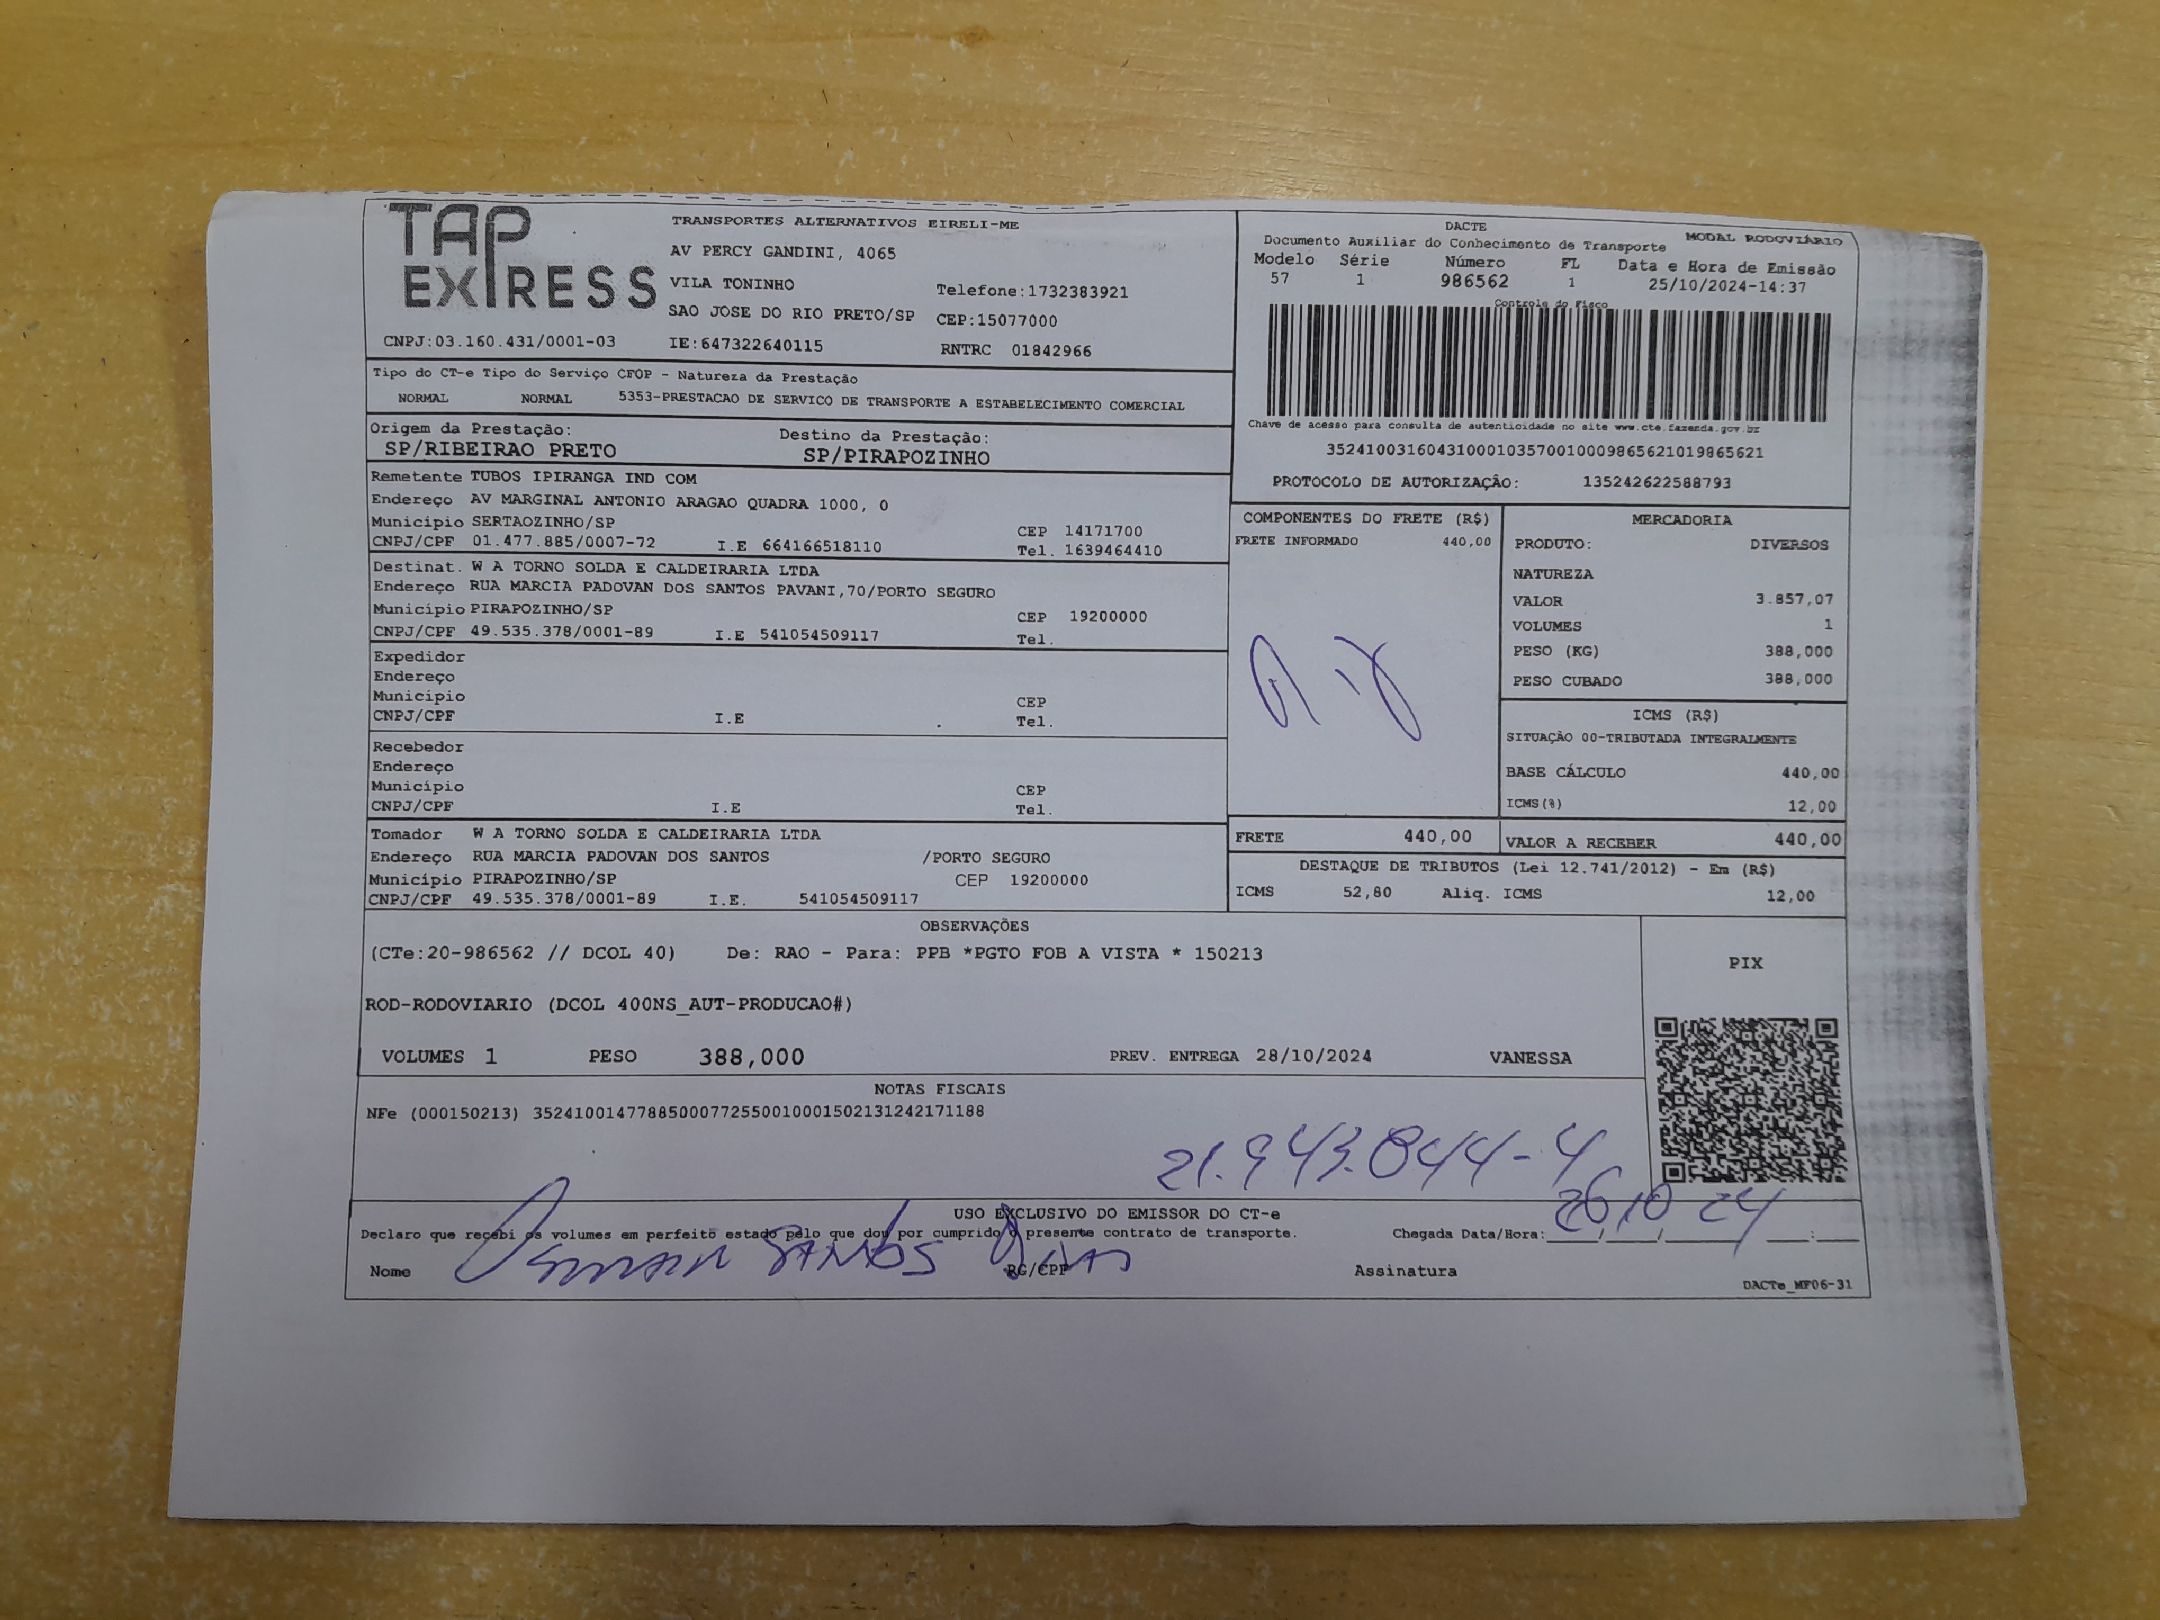 TAP EXPRESS
TRANSPORTES ALTERNATIVOS EIRELI-ME
AV PERCY GANDINI, 4065
VILA TONINHO
Telefone:1732383921
SAO JOSE DO RIO PRETO/SP CEP:15077000
CNPJ:03.160.431/0001-03 IE:647322640115 RNTRC 01842966
DACTE
Documento Auxiliar do Conhecimento de Transporte MODAL RODOVIÁRIO
Modelo Série Número FL Data e Hora de Emissão
57 1 986562 1 25/10/2024-14:37
Controle do Fisco
Chave de acesso para consulta de autenticidade no site www.cte.fazenda.gov.bz
35241003160431000103570010009865621019865621
PROTOCOLO DE AUTORIZAÇÃO: 135242622588793
Tipo do CT-e Tipo do Serviço CFOP - Natureza da Prestação
NORMAL NORMAL 5353-PRESTACAO DE SERVICO DE TRANSPORTE A ESTABELECIMENTO COMERCIAL
Origem da Prestação: Destino da Prestação:
SP/RIBEIRAO PRETO SP/PIRAPOZINHO
Remetente TUBOS IPIRANGA IND COM
Endereço AV MARGINAL ANTONIO ARAGAO QUADRA 1000, 0
Município SERTAOZINHO/SP CEP 14171700
CNPJ/CPF 01.477.885/0007-72 I.E 664166518110 Tel. 1639464410
Destinat. W A TORNO SOLDA E CALDEIRARIA LTDA
Endereço RUA MARCIA PADOVAN DOS SANTOS PAVANI,70/PORTO SEGURO
Município PIRAPOZINHO/SP CEP 19200000
CNPJ/CPF 49.535.378/0001-89 I.E 541054509117 Tel.
Expedidor
Endereço
Município CEP
CNPJ/CPF I.E Tel.
Recebedor
Endereço
Município CEP
CNPJ/CPF I.E Tel.
Tomador W A TORNO SOLDA E CALDEIRARIA LTDA
Endereço RUA MARCIA PADOVAN DOS SANTOS /PORTO SEGURO
Município PIRAPOZINHO/SP CEP 19200000
CNPJ/CPF 49.535.378/0001-89 I.E. 541054509117
COMPONENTES DO FRETE (R$)
FRETE INFORMADO 440,00
MERCADORIA
PRODUTO: DIVERSOS
NATUREZA
VALOR 3.857,07
VOLUMES 1
PESO (KG) 388,000
PESO CUBADO 388,000
ICMS (R$)
SITUAÇÃO 00-TRIBUTADA INTEGRALMENTE
BASE CÁLCULO 440,00
ICMS(%) 12,00
FRETE 440,00 VALOR A RECEBER 440,00
DESTAQUE DE TRIBUTOS (Lei 12.741/2012) - Em (R$)
ICMS 52,80 Aliq. ICMS 12,00
OBSERVAÇÕES
(CTe:20-986562 // DCOL 40) De: RAO - Para: PPB *PGTO FOB A VISTA * 150213
ROD-RODOVIARIO (DCOL 400NS_AUT-PRODUCAO#)
VOLUMES 1 PESO 388,000 PREV. ENTREGA 28/10/2024 VANESSA
PIX
NOTAS FISCAIS
NFe (000150213) 35241001477885000772550010001502131242171188
21.943.844-4
USO EXCLUSIVO DO EMISSOR DO CT-e
Declaro que recebi os volumes em perfeito estado pelo que dou por cumprido o presente contrato de transporte. Chegada Data/Hora: 26/10/24
Nome SANTOS RG/CPF Assinatura
DACTe_MF06-31